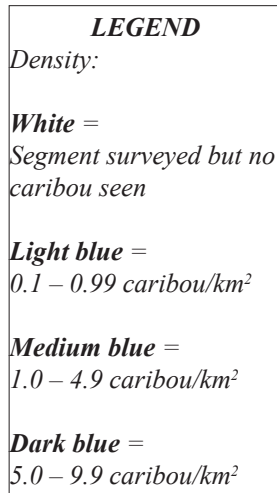 LEGEND
Density:
White =
Segment surveyed but no
caribou seen
Light blue =
0.1 – 0.99 caribou/km²
Medium blue =
1.0 – 4.9 caribou/km²
Dark blue =
5.0 – 9.9 caribou/km²